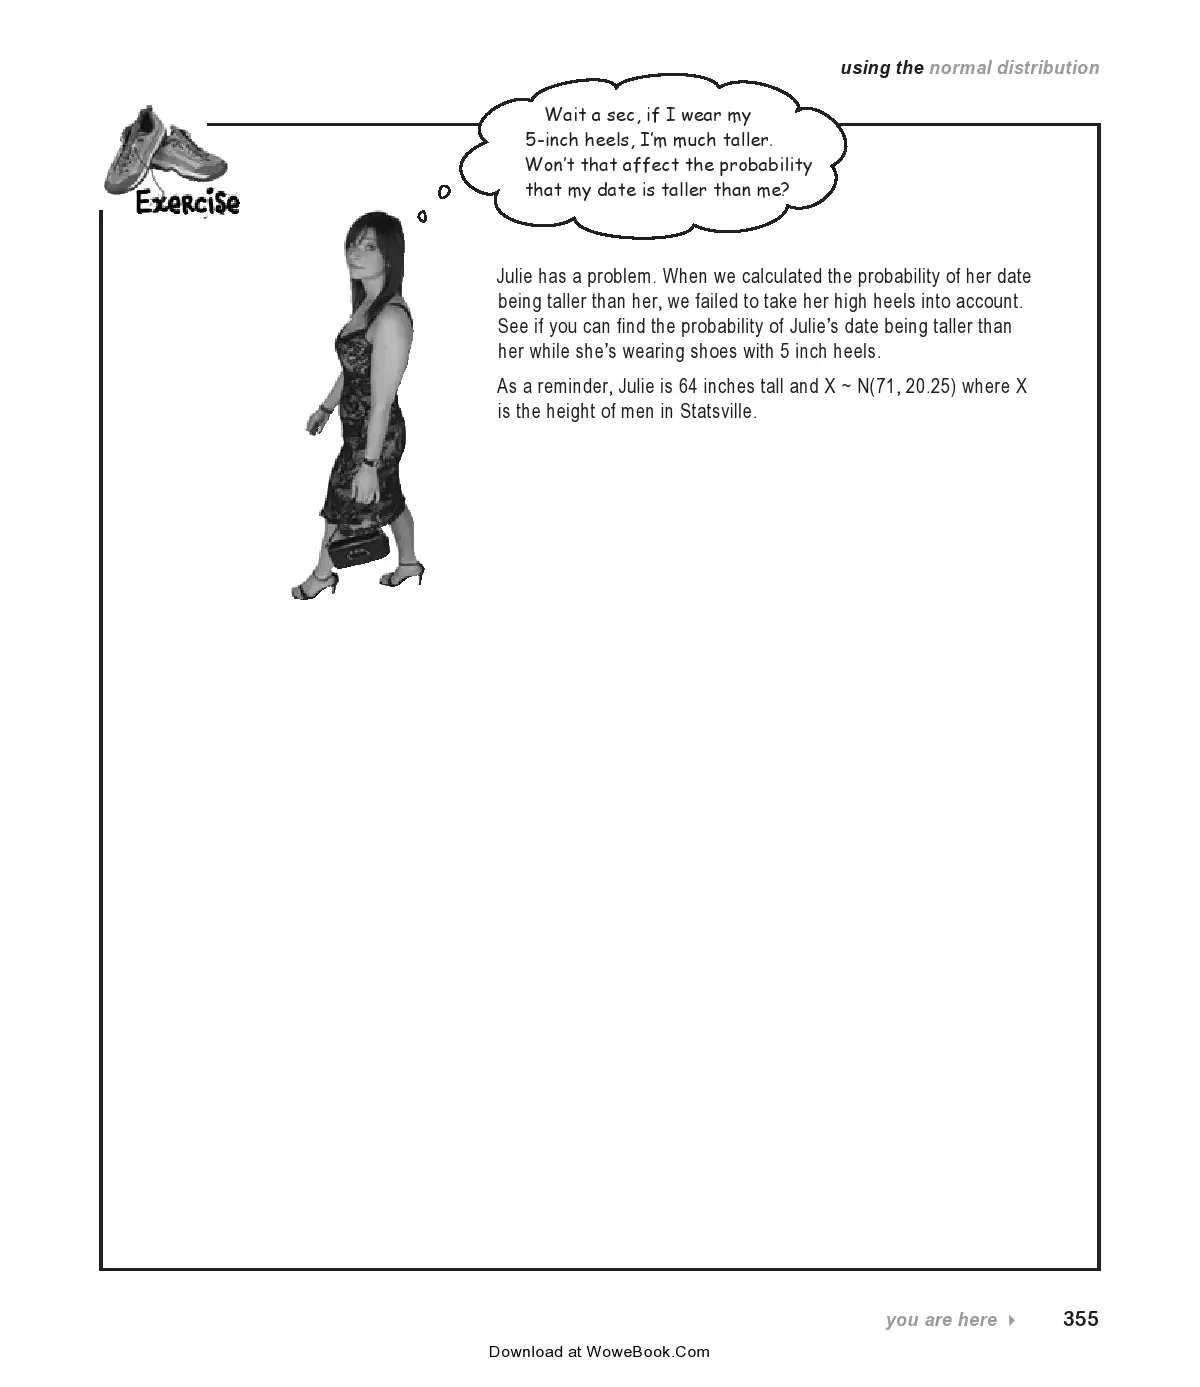 using the normal distribution
Exercise
Wait a sec, if I wear my
5-inch heels, I’m much taller.
Won’t that affect the probability
that my date is taller than me?
Julie has a problem. When we calculated the probability of her date
being taller than her, we failed to take her high heels into account.
See if you can find the probability of Julie’s date being taller than
her while she’s wearing shoes with 5 inch heels.
As a reminder, Julie is 64 inches tall and X ~ N(71, 20.25) where X
is the height of men in Statsville.
you are here 355
Download at WoweBook.Com